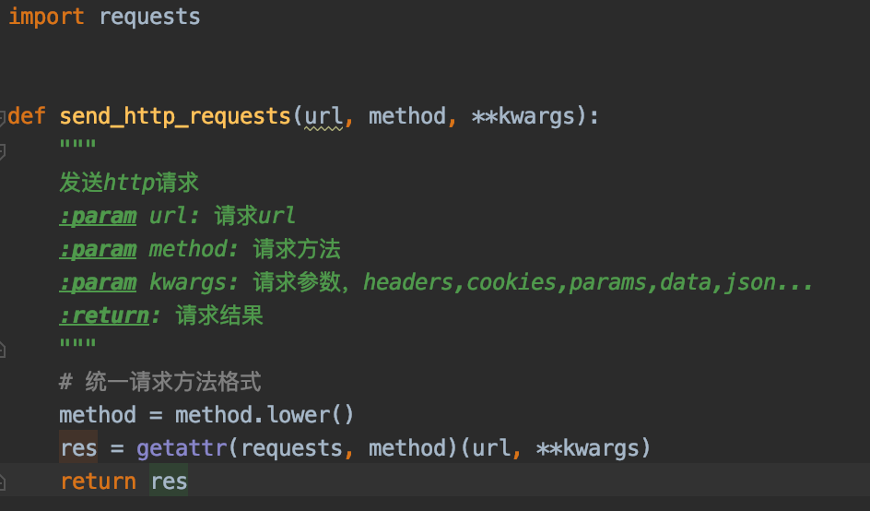 import requests
def send_http_requests(url, method, **kwargs):
"""
发送http请求
:param url: 请求url
:param method: 请求方法
:param kwargs: 请求参数，headers,cookies,params,data,json...
:return: 请求结果
"""
# 统一请求方法格式
method = method.lower()
res = getattr(requests, method)(url, **kwargs)
return res